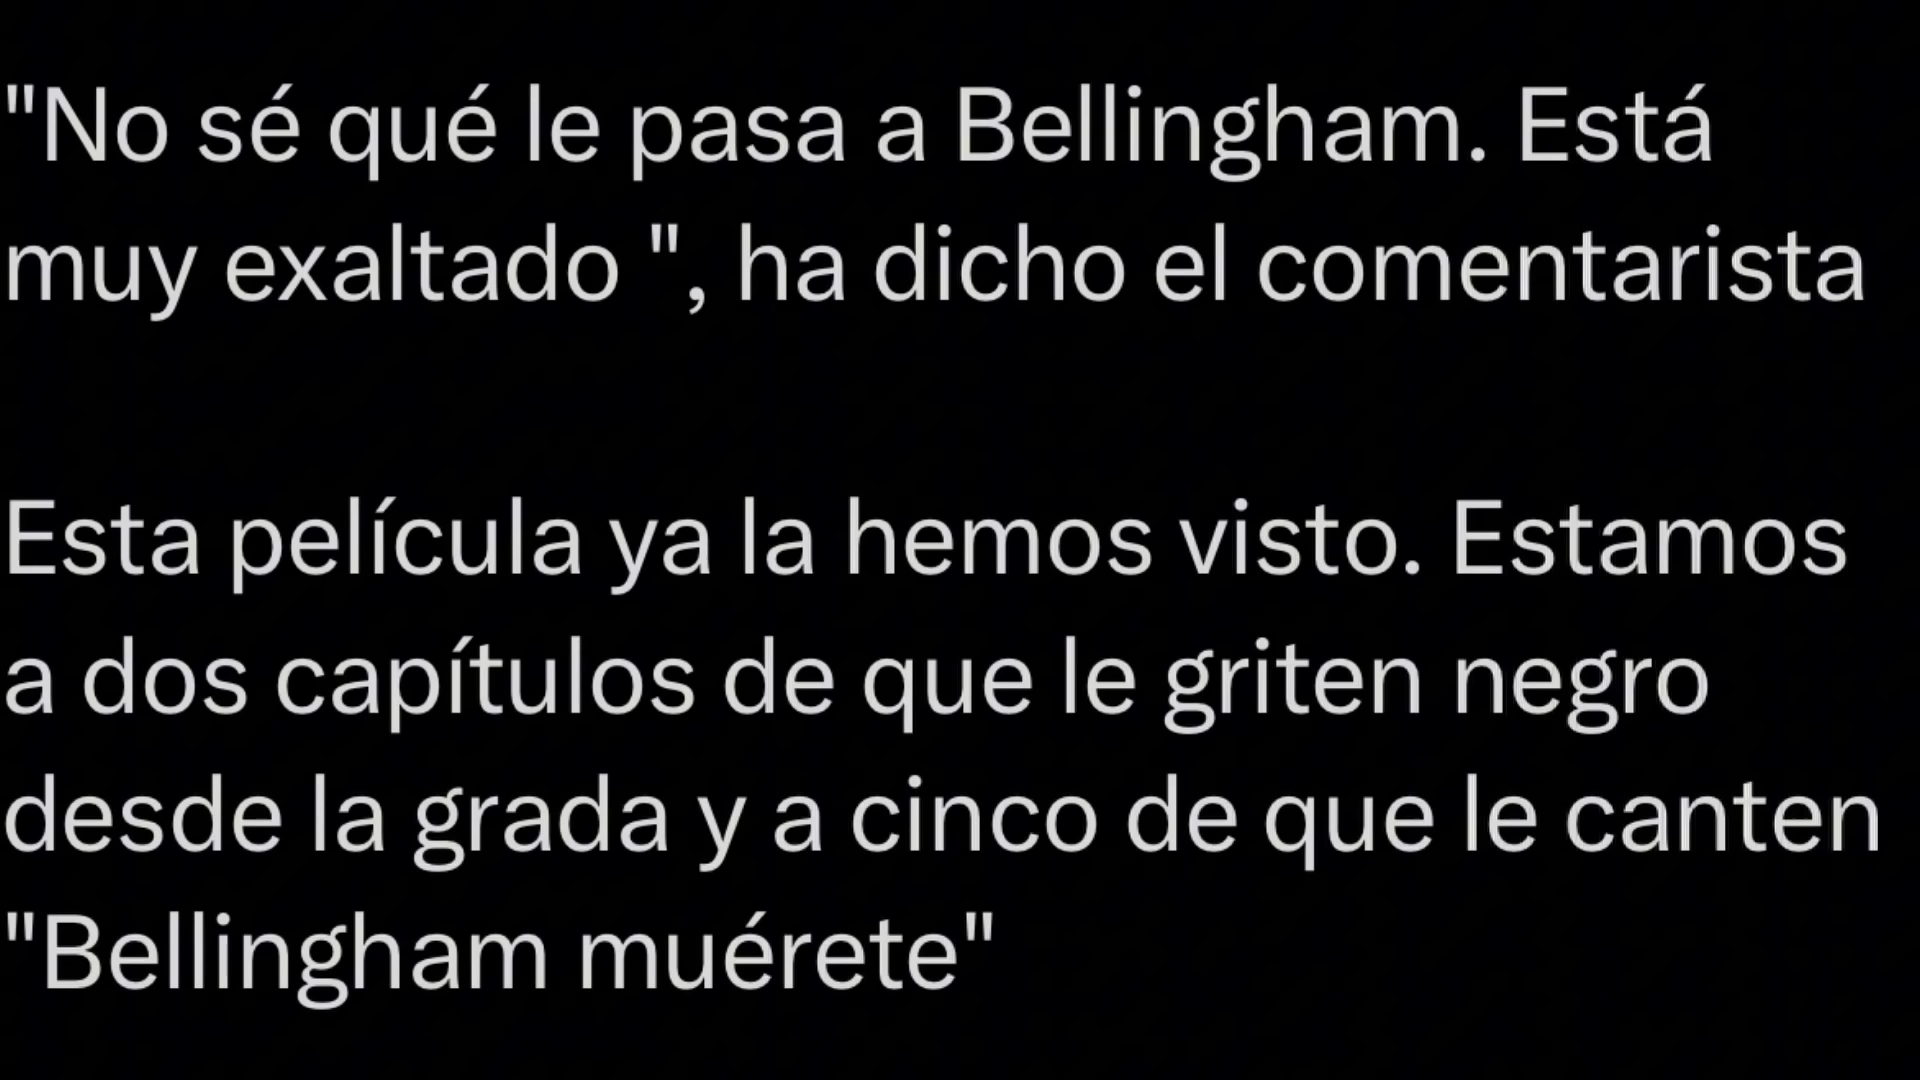 "No sé qué le pasa a Bellingham. Está
muy exaltado ", ha dicho el comentarista
Esta película ya la hemos visto. Estamos
a dos capítulos de que le griten negro
desde la grada y a cinco de que le canten
"Bellingham muérete"